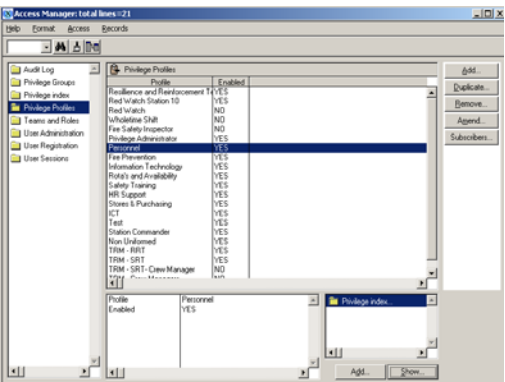 Access Manager: total lines=21
Help Format Access Records
Audit Log
Privilege Groups
Privilege index
Privilege Profiles
Teams and Roles
User Administration
User Registration
User Sessions
Privilege Profiles
Profile Enabled
Resilience and Reinforcement T YES
Red Watch Station 10 YES
Red Watch NO
Wholetime Shift NO
Fire Safety Inspector NO
Privilege Administrator YES
Personnel YES
Fire Prevention YES
Information Technology YES
Rota's and Availability YES
Safety Training YES
HR Support YES
Stores & Purchasing YES
ICT YES
Test YES
Station Commander YES
Non Uniformed YES
TRM - RRT YES
TRM - SRT YES
TRM - SRT- Crew Manager NO
Add...
Duplicate...
Remove...
Amend...
Subscribers...
Profile Personnel
Enabled YES
Privilege index...
Add... Show...